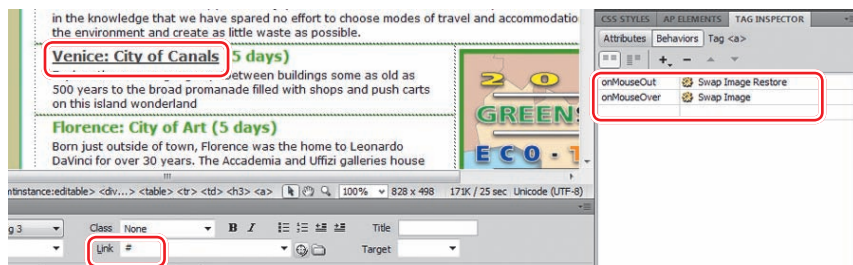 in the knowledge that we have spared no effort to choose modes of travel and accommodatio
the environment and create as little waste as possible.
Venice: City of Canals (5 days)
between buildings some as old as
500 years to the broad promanade filled with shops and push carts
on this island wonderland
Florence: City of Art (5 days)
Born just outside of town, Florence was the home to Leonardo
DaVinci for over 30 years. The Accademia and Uffizi galleries house
20
GREENS
ECO·T
ntinstance:editable> <div...> <table> <tr> <td> <h3> <a> 100% 828 x 498 171K / 25 sec Unicode (UTF-8)
g 3 Class None B I Title
Link # Target
CSS STYLES AP ELEMENTS TAG INSPECTOR
Attributes Behaviors Tag <a>
onMouseOut Swap Image Restore
onMouseOver Swap Image